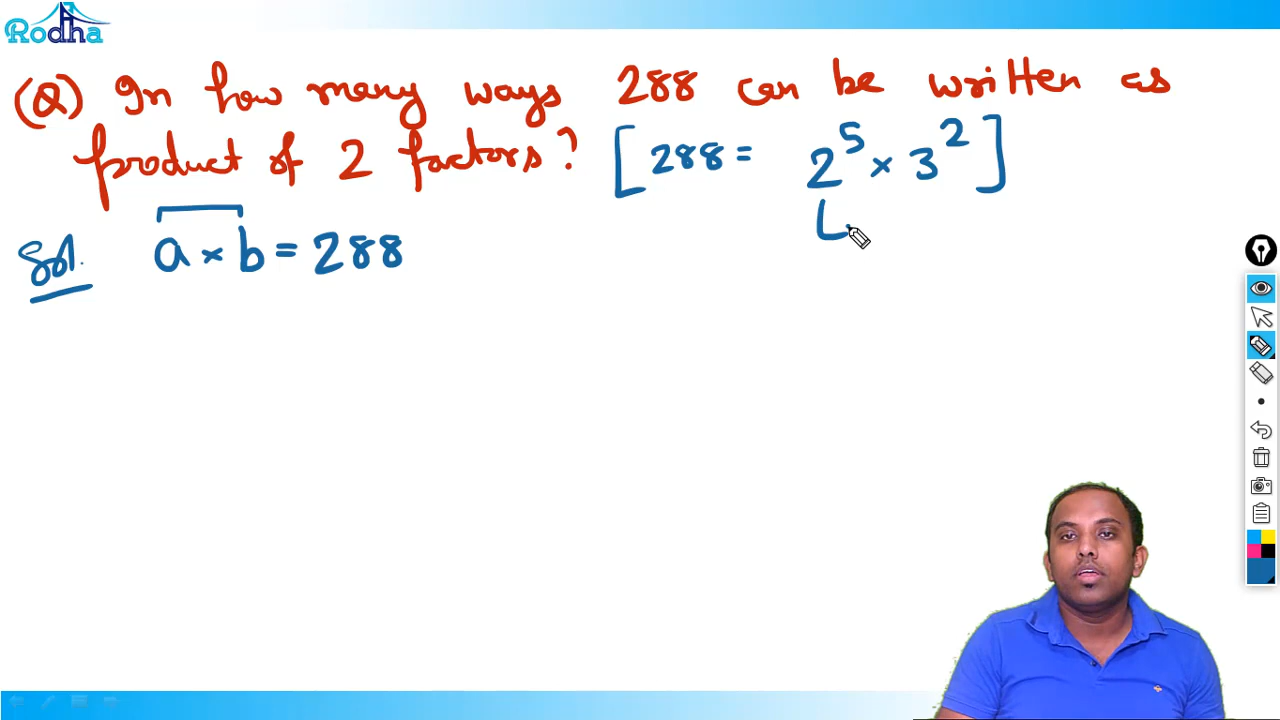 Rodha
(Q) In how many ways 288 can be written as
product of 2 factors? [288 = 2^5 × 3^2]
Sol. a × b = 288